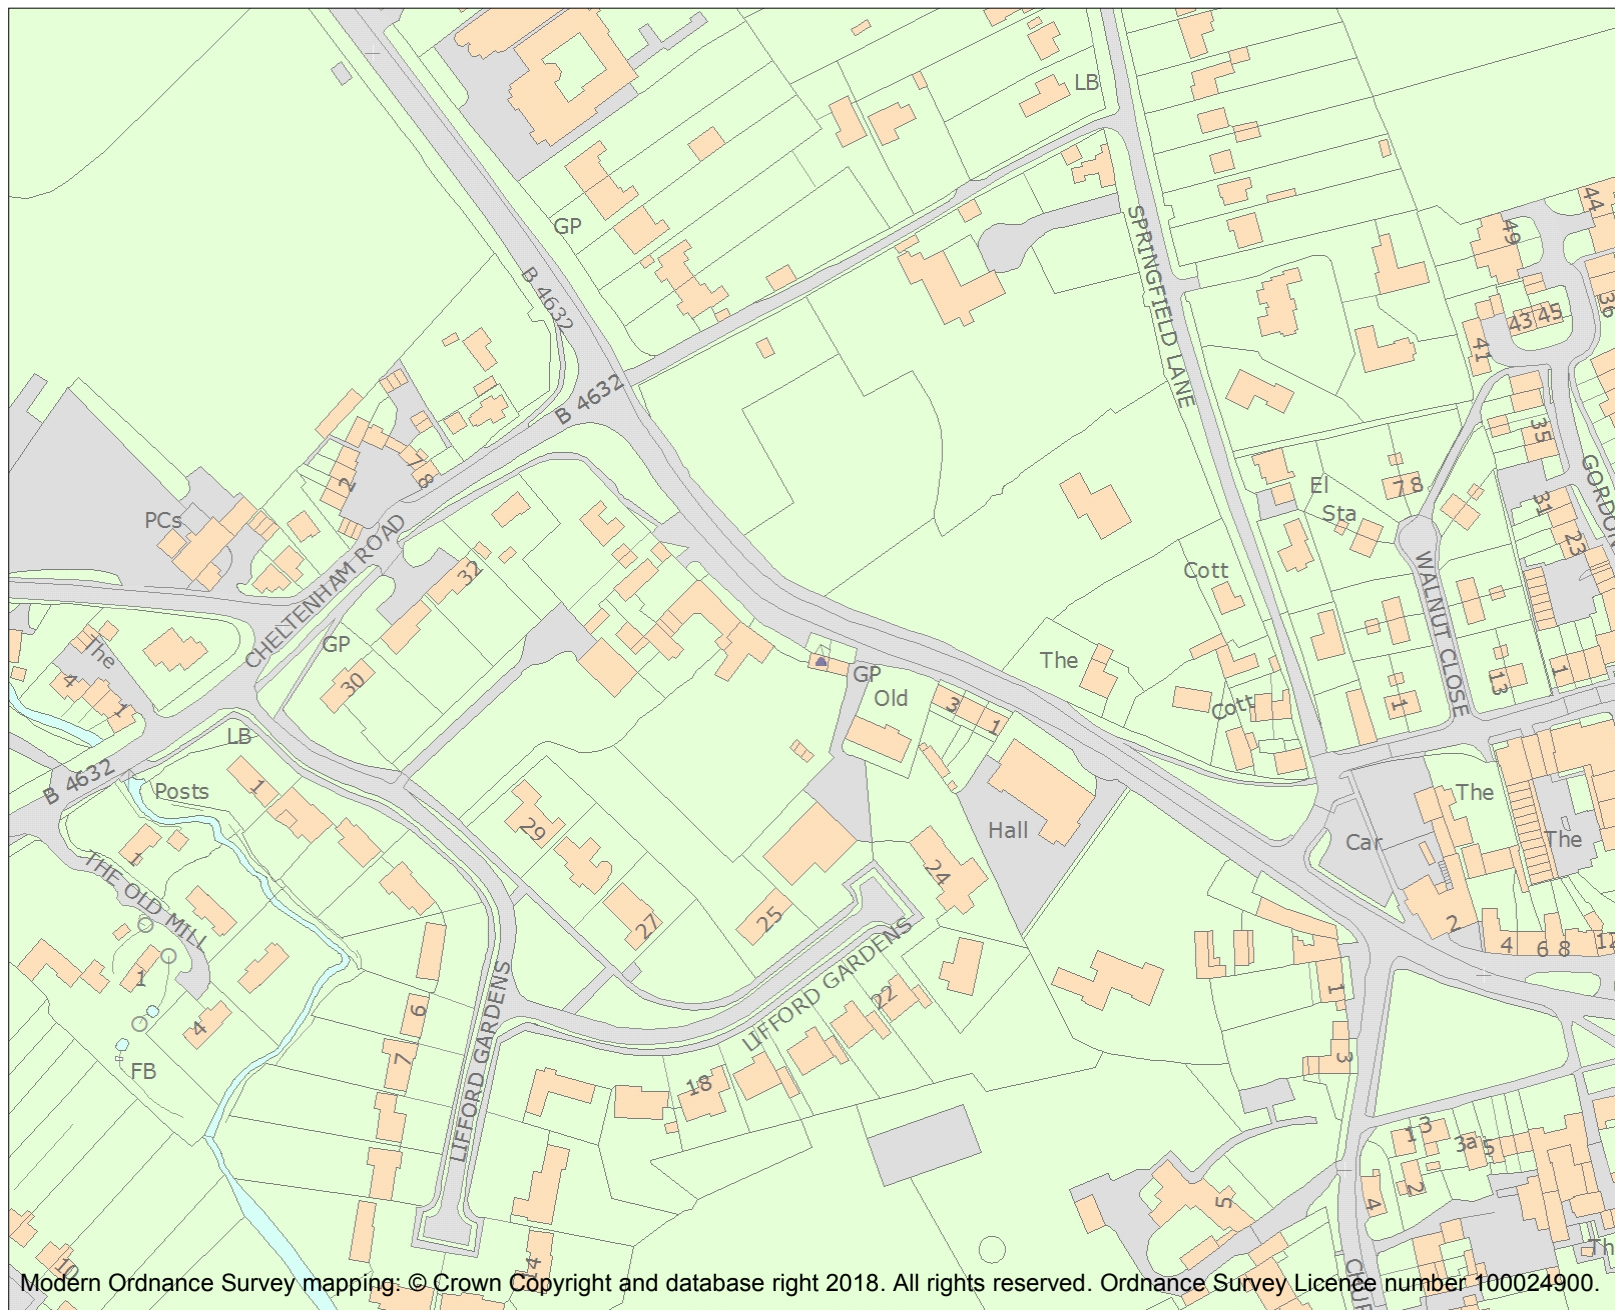 LB
GP
SPRINGFIELD LANE
44
49
B 4632
36
43 45
41
B 4632
35
7 8
2
El
Sta
78
GORDON
31
PCs
23
CHELTENHAM ROAD
32
Cott
WALNUT CLOSE
The
GP
The
GP
Old
30
4
1
3
1
Cott
1
13
1
LB
B 4632
Posts
1
The
Hall
Car
The
29
1
24
THE OLD MILL
25
27
2
4
6 8
12
LIFFORD GARDENS
1
1
22
6
4
LIFFORD GARDENS
7
3
FB
18
1 3
3a 5
2
4
5
14
10
Th
Modern Ordnance Survey mapping: © Crown Copyright and database right 2018. All rights reserved. Ordnance Survey Licence number 100024900.